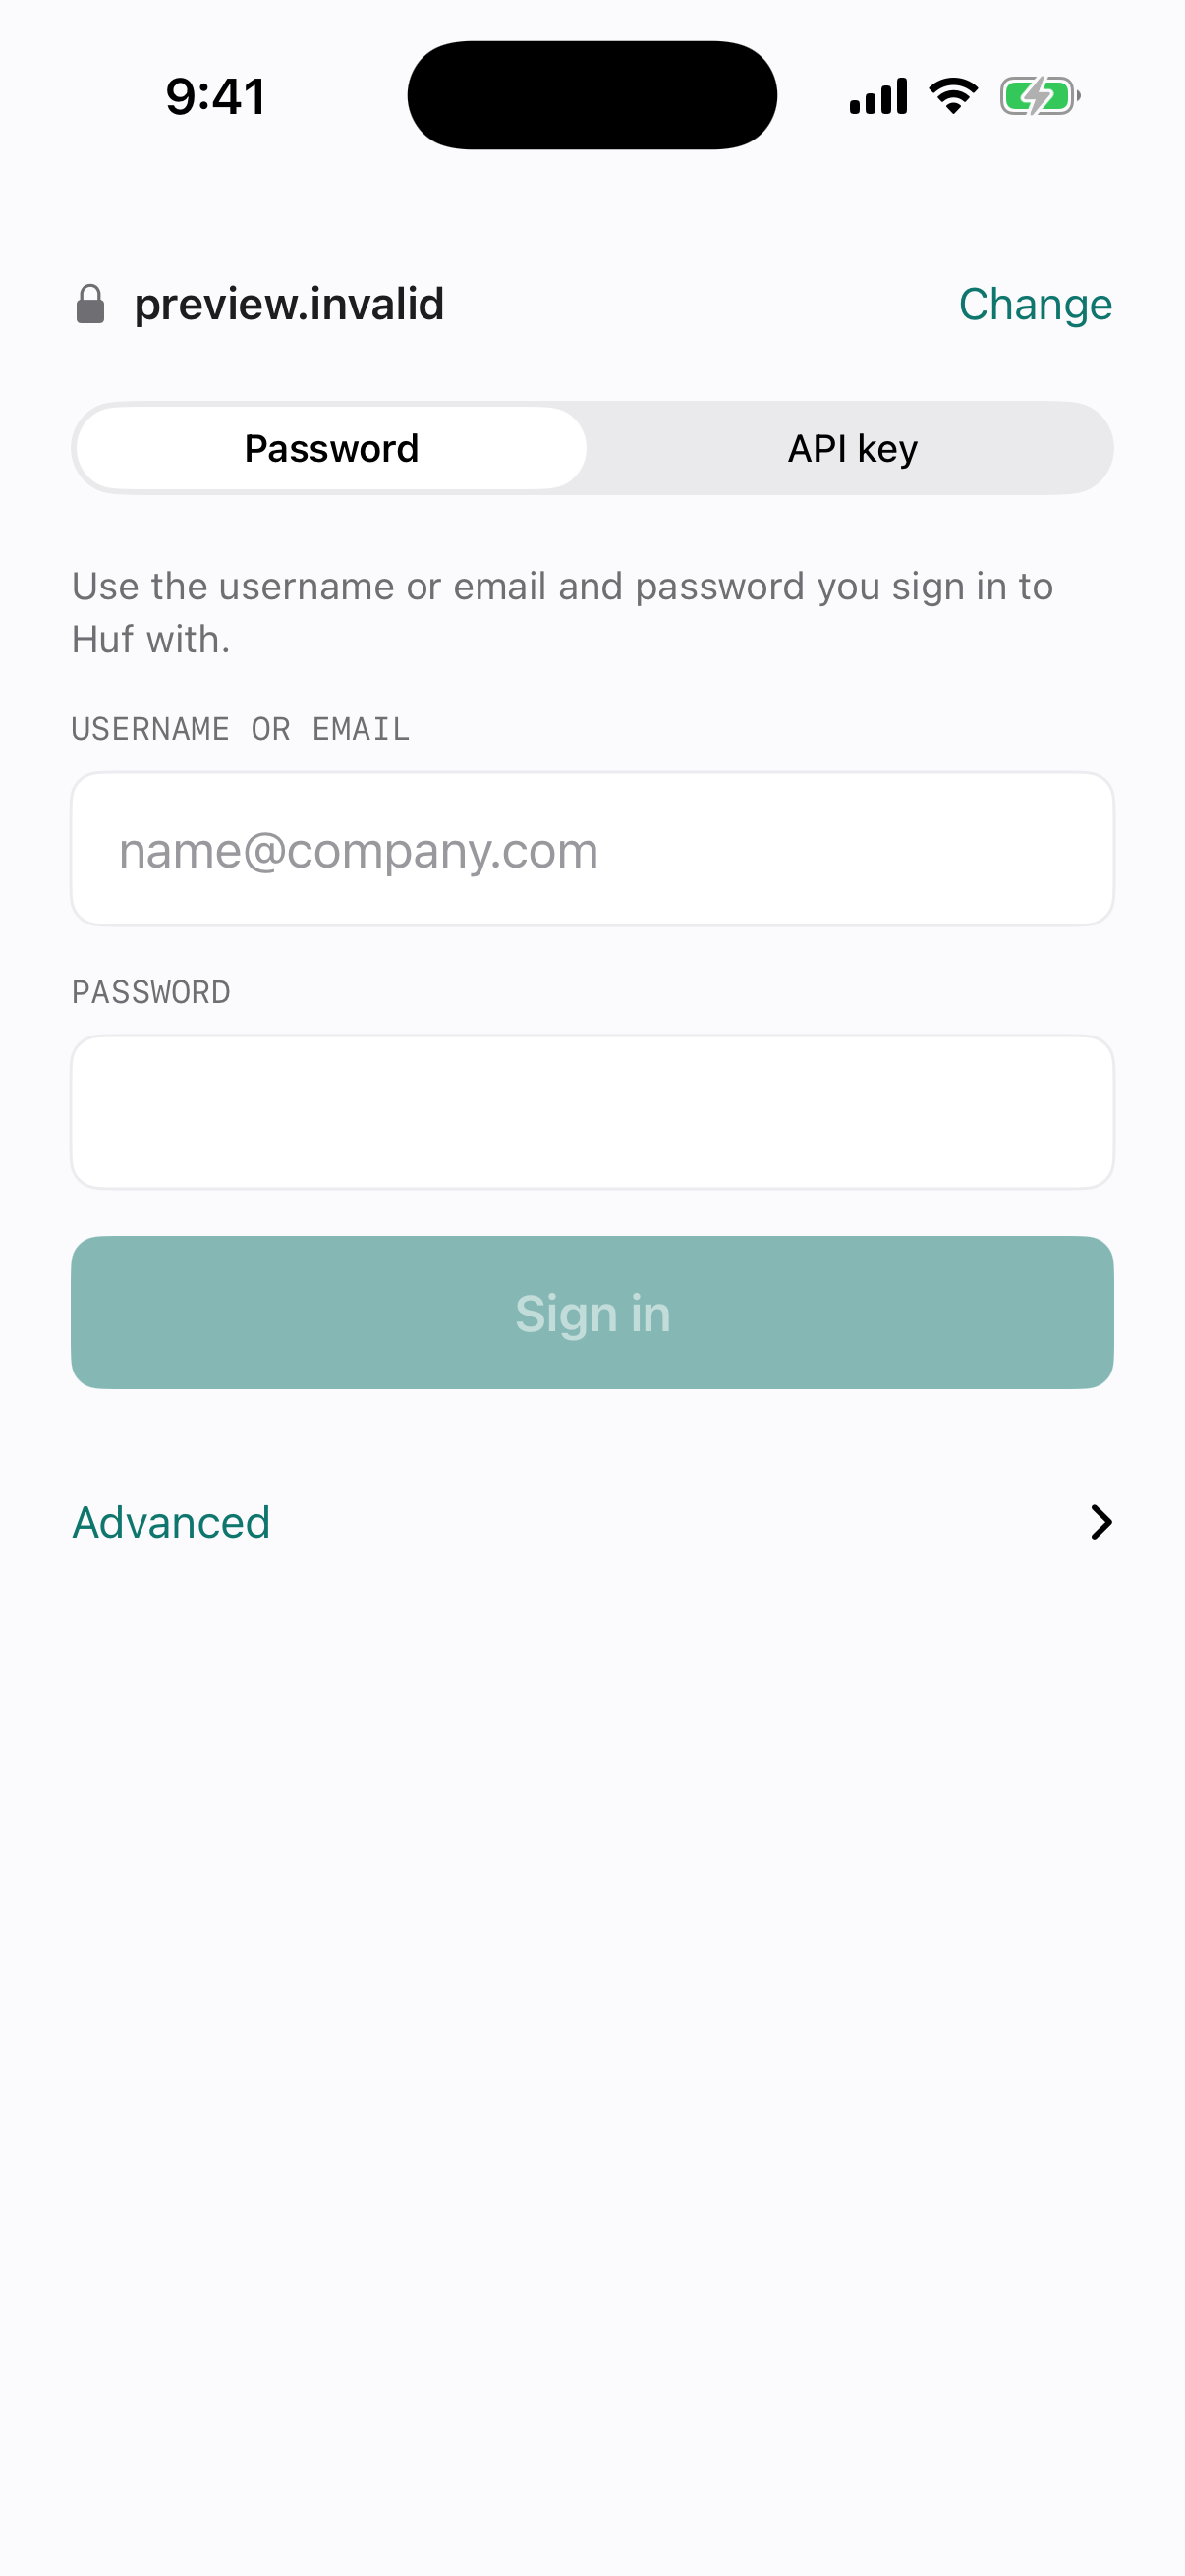 9:41
preview.invalid
Change
Password
API key
Use the username or email and password you sign in to
Huf with.
USERNAME OR EMAIL
name@company.com
PASSWORD
Sign in
Advanced